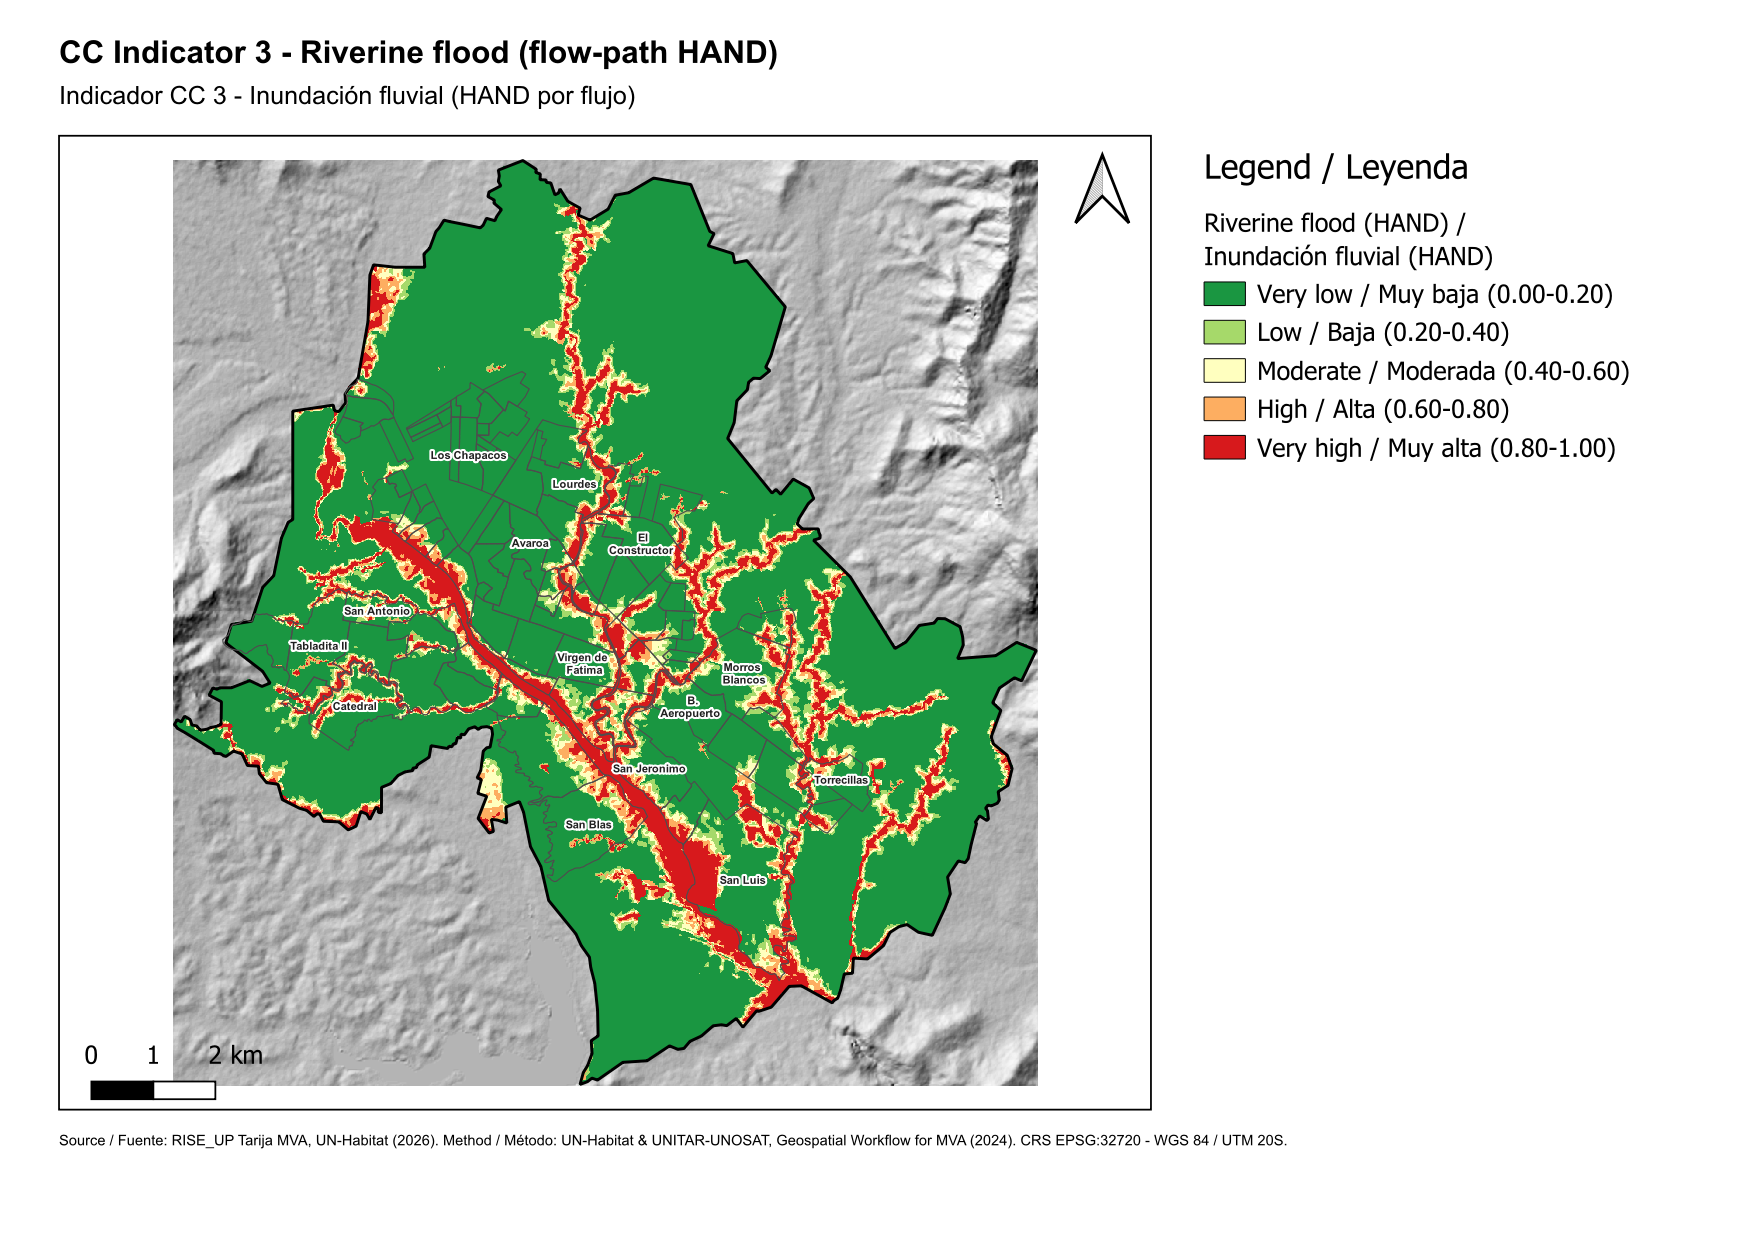 CC Indicator 3 - Riverine flood (flow-path HAND)
Indicador CC 3 - Inundación fluvial (HAND por flujo)
Legend / Leyenda
Riverine flood (HAND) /
Inundación fluvial (HAND)
Very low / Muy baja (0.00-0.20)
Low / Baja (0.20-0.40)
Moderate / Moderada (0.40-0.60)
High / Alta (0.60-0.80)
Very high / Muy alta (0.80-1.00)
Los Chapacos
Lourdes
Avaroa
El
Constructor
San Antonio
Tabladita II
Virgen de
Fatima
Morros
Blancos
Catedral
B.
Aeropuerto
San Jeronimo
Torrecillas
San Blas
San Luis
0 1 2 km
Source / Fuente: RISE_UP Tarija MVA, UN-Habitat (2026). Method / Método: UN-Habitat & UNITAR-UNOSAT, Geospatial Workflow for MVA (2024). CRS EPSG:32720 - WGS 84 / UTM 20S.